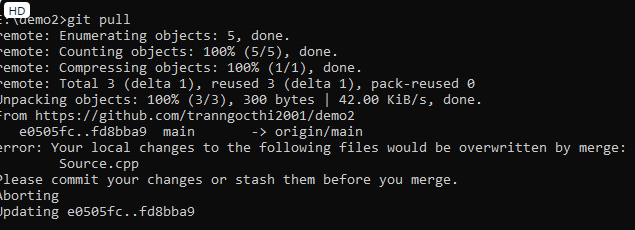 HD
E:\demo2>git pull
remote: Enumerating objects: 5, done.
remote: Counting objects: 100% (5/5), done.
remote: Compressing objects: 100% (1/1), done.
remote: Total 3 (delta 1), reused 3 (delta 1), pack-reused 0
Unpacking objects: 100% (3/3), 300 bytes | 42.00 KiB/s, done.
From https://github.com/tranngocthi2001/demo2
   e0505fc..fd8bba9  main       -> origin/main
error: Your local changes to the following files would be overwritten by merge:
        Source.cpp
Please commit your changes or stash them before you merge.
Aborting
Updating e0505fc..fd8bba9